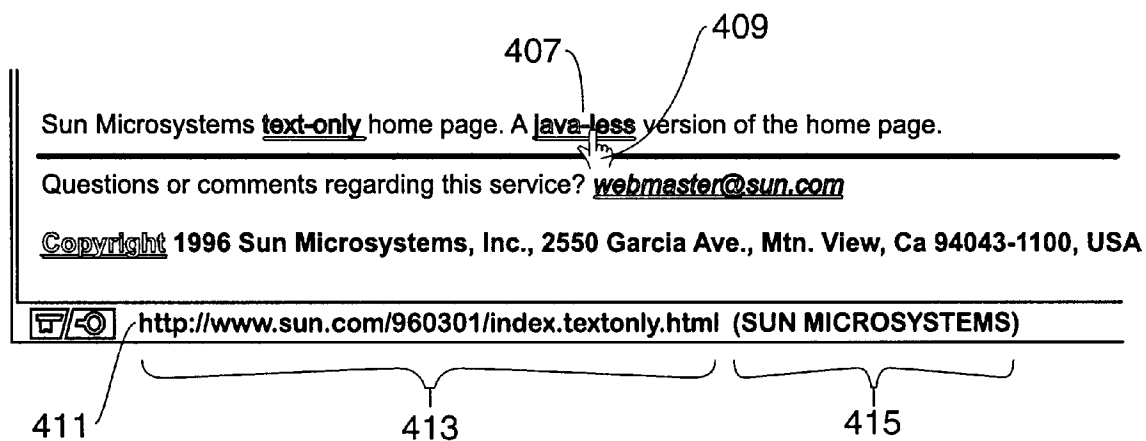 407 409
Sun Microsystems text-only home page. A java-less version of the home page.
Questions or comments regarding this service? webmaster@sun.com
Copyright 1996 Sun Microsystems, Inc., 2550 Garcia Ave., Mtn. View, Ca 94043-1100, USA
http://www.sun.com/960301/index.textonly.html (SUN MICROSYSTEMS)
411 413 415